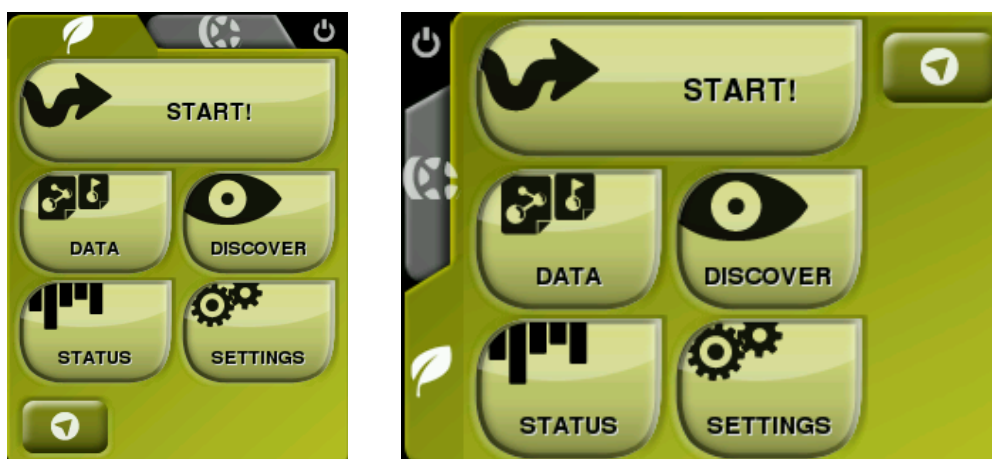 START!
DATA
DISCOVER
STATUS
SETTINGS
START!
DATA
DISCOVER
STATUS
SETTINGS